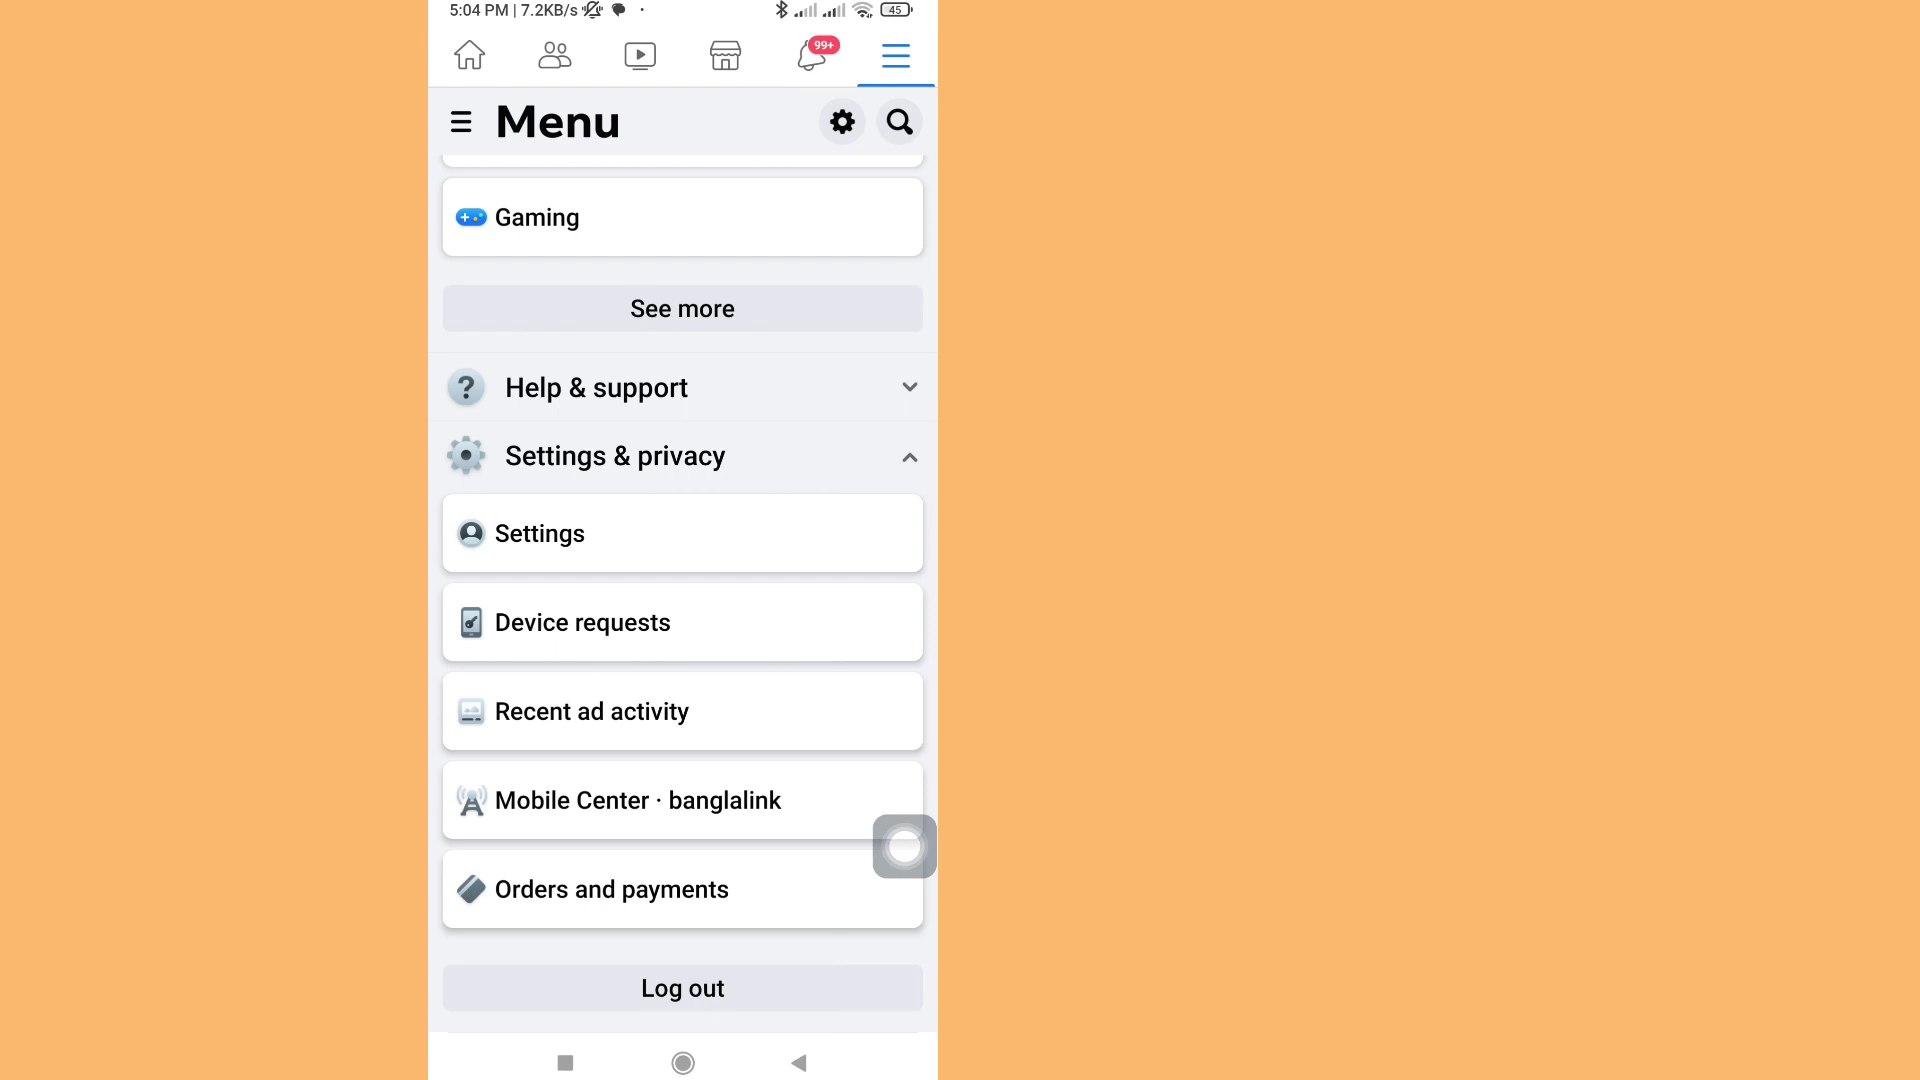 5:04 PM | 7.2KB/s
45
99+
Menu
Gaming
See more
Help & support
Settings & privacy
Settings
Device requests
Recent ad activity
Mobile Center · banglalink
Orders and payments
Log out